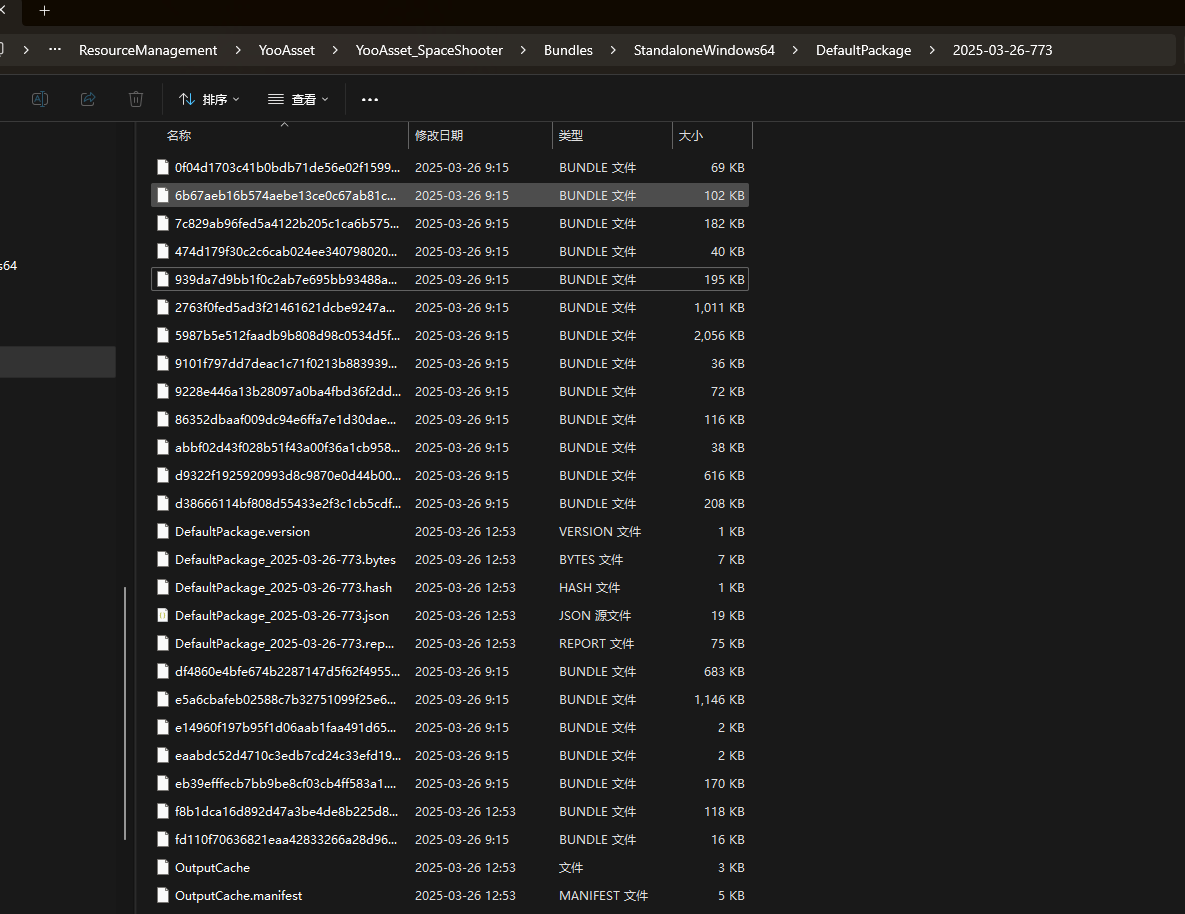 ResourceManagement > YooAsset > YooAsset_SpaceShooter > Bundles > StandaloneWindows64 > DefaultPackage > 2025-03-26-773
排序 查看
名称 修改日期 类型 大小
0f04d1703c41b0bdb71de56e02f1599... 2025-03-26 9:15 BUNDLE 文件 69 KB
6b67aeb16b574aebe13ce0c67ab81c... 2025-03-26 9:15 BUNDLE 文件 102 KB
7c829ab96fed5a4122b205c1ca6b575... 2025-03-26 9:15 BUNDLE 文件 182 KB
474d179f30c2c6cab024ee340798020... 2025-03-26 9:15 BUNDLE 文件 40 KB
s64
939da7d9bb1f0c2ab7e695bb93488a... 2025-03-26 9:15 BUNDLE 文件 195 KB
2763f0fed5ad3f21461621dcbe9247a... 2025-03-26 9:15 BUNDLE 文件 1,011 KB
5987b5e512faadb9b808d98c0534d5f... 2025-03-26 9:15 BUNDLE 文件 2,056 KB
9101f797dd7deac1c71f0213b883939... 2025-03-26 9:15 BUNDLE 文件 36 KB
9228e446a13b28097a0ba4fbd36f2dd... 2025-03-26 9:15 BUNDLE 文件 72 KB
86352dbaaf009dc94e6ffa7e1d30dae... 2025-03-26 9:15 BUNDLE 文件 116 KB
abbf02d43f028b51f43a00f36a1cb958... 2025-03-26 9:15 BUNDLE 文件 38 KB
d9322f1925920993d8c9870e0d44b00... 2025-03-26 9:15 BUNDLE 文件 616 KB
d38666114bf808d55433e2f3c1cb5cdf... 2025-03-26 9:15 BUNDLE 文件 208 KB
DefaultPackage.version 2025-03-26 12:53 VERSION 文件 1 KB
DefaultPackage_2025-03-26-773.bytes 2025-03-26 12:53 BYTES 文件 7 KB
DefaultPackage_2025-03-26-773.hash 2025-03-26 12:53 HASH 文件 1 KB
DefaultPackage_2025-03-26-773.json 2025-03-26 12:53 JSON 源文件 19 KB
DefaultPackage_2025-03-26-773.rep... 2025-03-26 12:53 REPORT 文件 75 KB
df4860e4bfe674b2287147d5f62f4955... 2025-03-26 9:15 BUNDLE 文件 683 KB
e5a6cbafeb02588c7b32751099f25e6... 2025-03-26 9:15 BUNDLE 文件 1,146 KB
e14960f197b95f1d06aab1faa491d65... 2025-03-26 9:15 BUNDLE 文件 2 KB
eaabdc52d4710c3edb7cd24c33efd19... 2025-03-26 9:15 BUNDLE 文件 2 KB
eb39efffecb7bb9be8cf03cb4ff583a1.... 2025-03-26 9:15 BUNDLE 文件 170 KB
f8b1dca16d892d47a3be4de8b225d8... 2025-03-26 12:53 BUNDLE 文件 118 KB
fd110f70636821eaa42833266a28d96... 2025-03-26 9:15 BUNDLE 文件 16 KB
OutputCache 2025-03-26 12:53 文件 3 KB
OutputCache.manifest 2025-03-26 12:53 MANIFEST 文件 5 KB